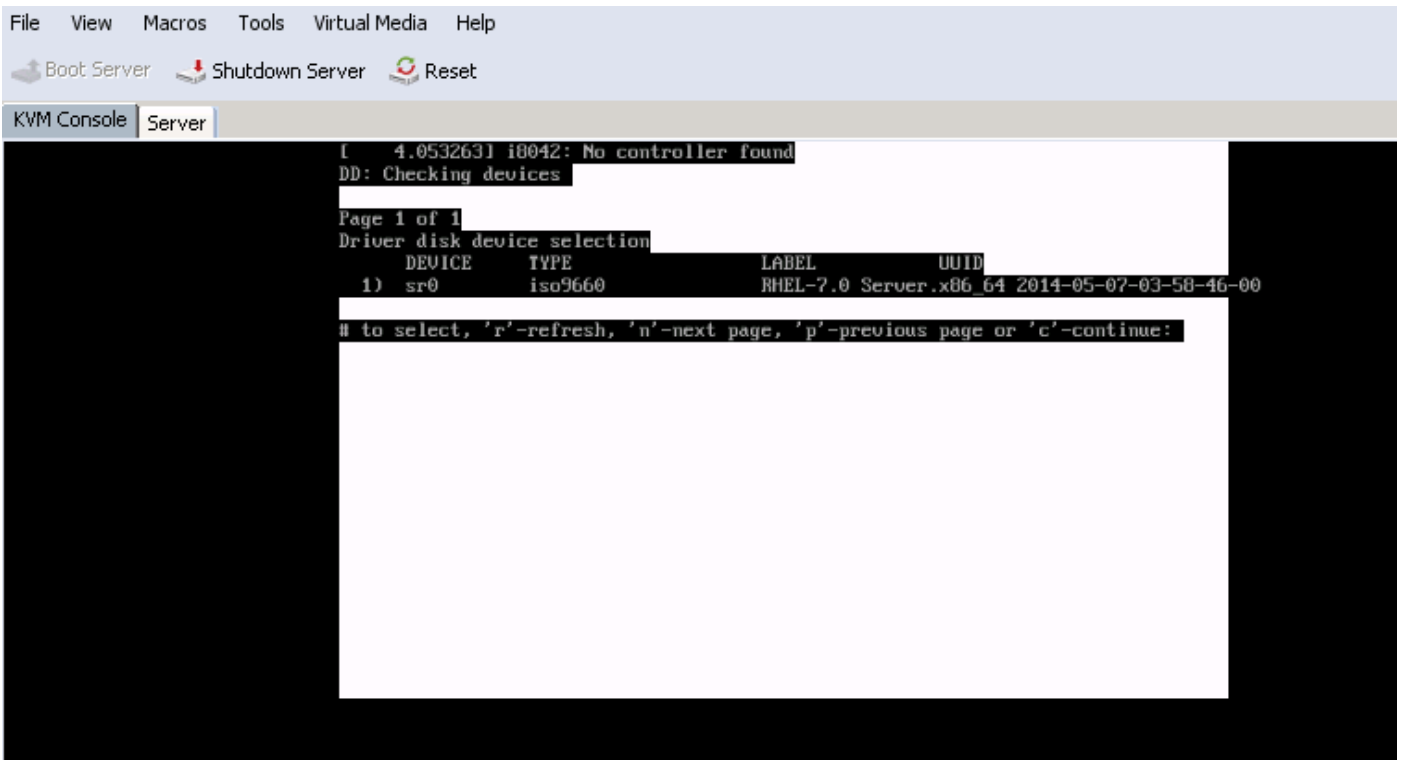 File View Macros Tools Virtual Media Help
Boot Server Shutdown Server Reset
KVM Console Server
[    4.053263] i8042: No controller found
DD: Checking devices
Page 1 of 1
Driver disk device selection
DEVICE TYPE LABEL UUID
1) sr0 iso9660 RHEL-7.0 Server.x86_64 2014-05-07-03-58-46-00
# to select, 'r'-refresh, 'n'-next page, 'p'-previous page or 'c'-continue: